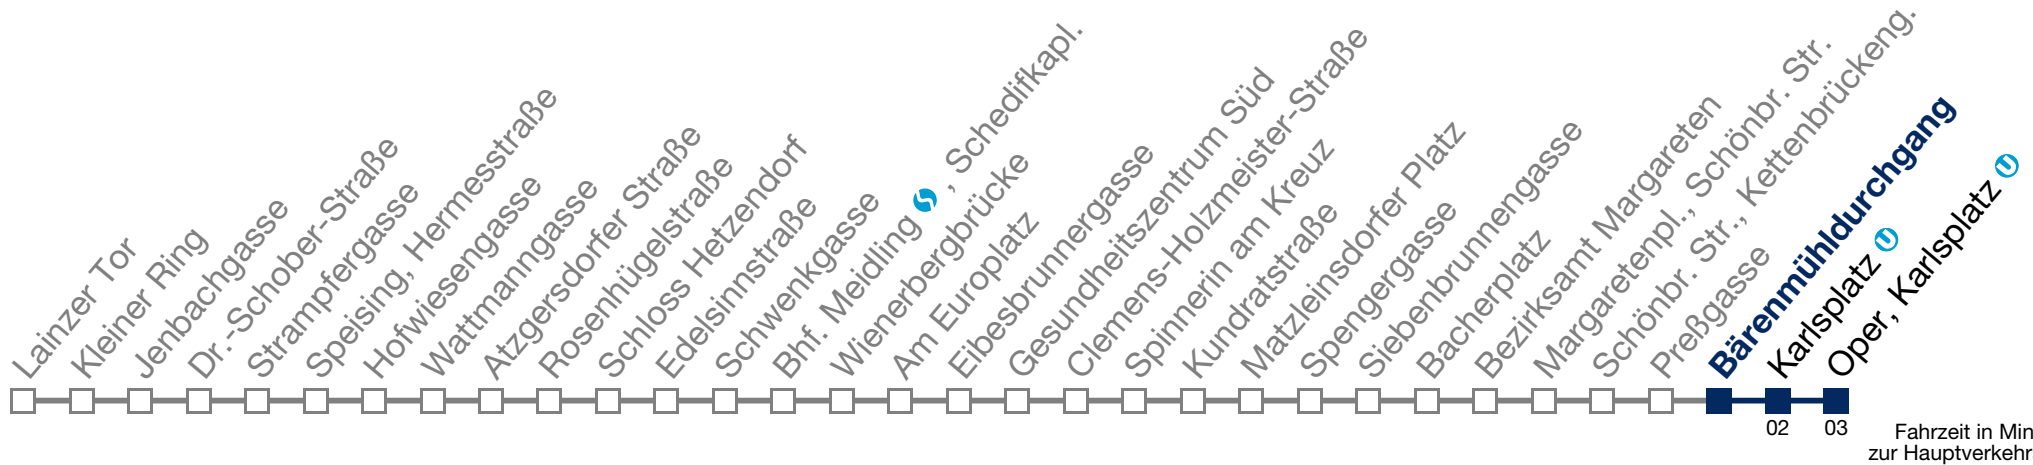 Lainzer Tor
Kleiner Ring
Jenbachgasse
Dr.-Schober-Straße
Strampfergasse
Speising, Hermesstraße
Hofwiesengasse
Wattmanngasse
Atzgersdorfer Straße
Rosenhügelstraße
Schloss Hetzendorf
Edelsinnstraße
Schwenkgasse
Bhf. Meidling S , Schedifkapl.
Wienerbergbrücke
Am Europlatz
Eibesbrunnergasse
Gesundheitszentrum Süd
Clemens-Holzmeister-Straße
Spinnerin am Kreuz
Kundratstraße
Matzleinsdorfer Platz
Spengergasse
Siebenbrunnengasse
Bacherplatz
Bezirksamt Margareten
Margaretenpl., Schönbr. Str.
Schönbr. Str., Kettenbrückeng.
Preßgasse
Bärenmühldurchgang
Karlsplatz U
Oper, Karlsplatz U
02
03
Fahrzeit in Min
zur Hauptverkehr